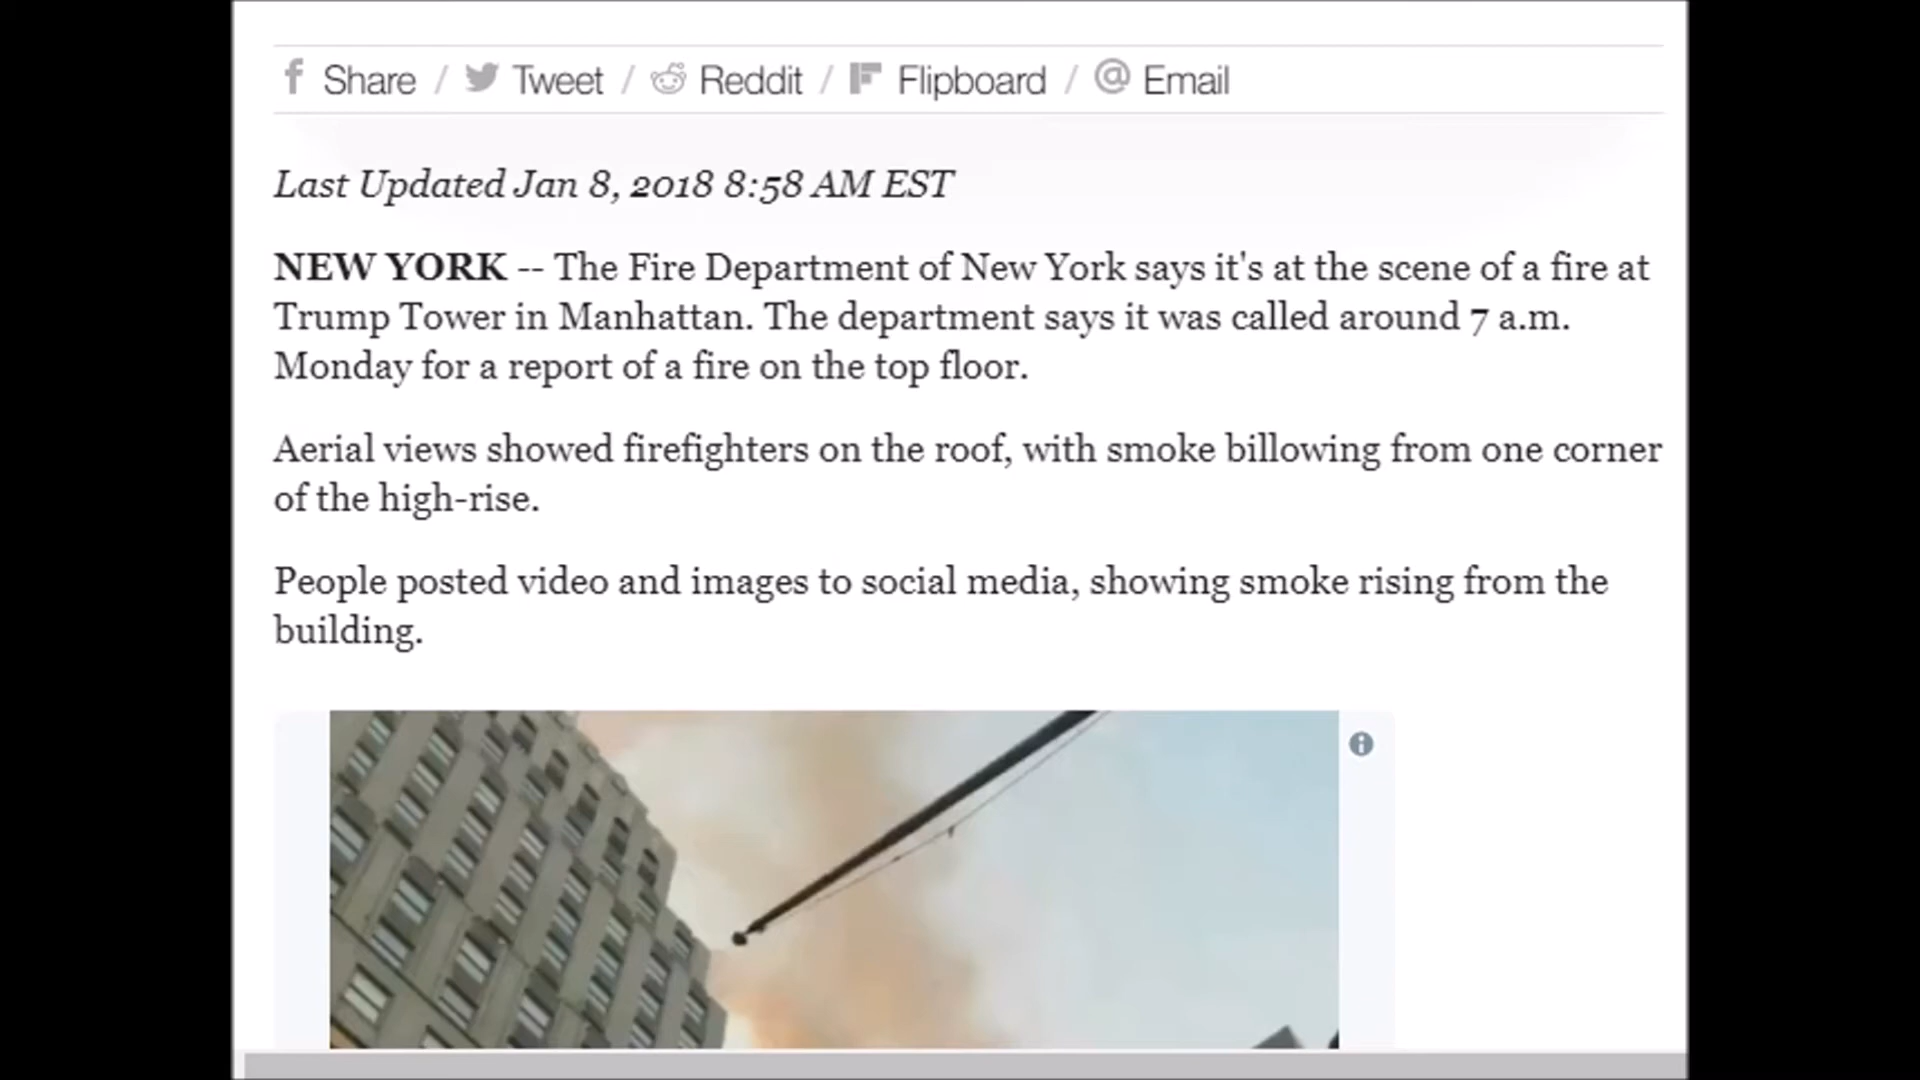 Share / Tweet / Reddit / Flipboard / @ Email
Last Updated Jan 8, 2018 8:58 AM EST
NEW YORK -- The Fire Department of New York says it's at the scene of a fire at
Trump Tower in Manhattan. The department says it was called around 7 a.m.
Monday for a report of a fire on the top floor.
Aerial views showed firefighters on the roof, with smoke billowing from one corner
of the high-rise.
People posted video and images to social media, showing smoke rising from the
building.